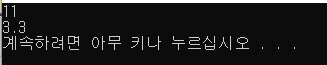 11
3.3
계속하려면 아무 키나 누르십시오 . . .